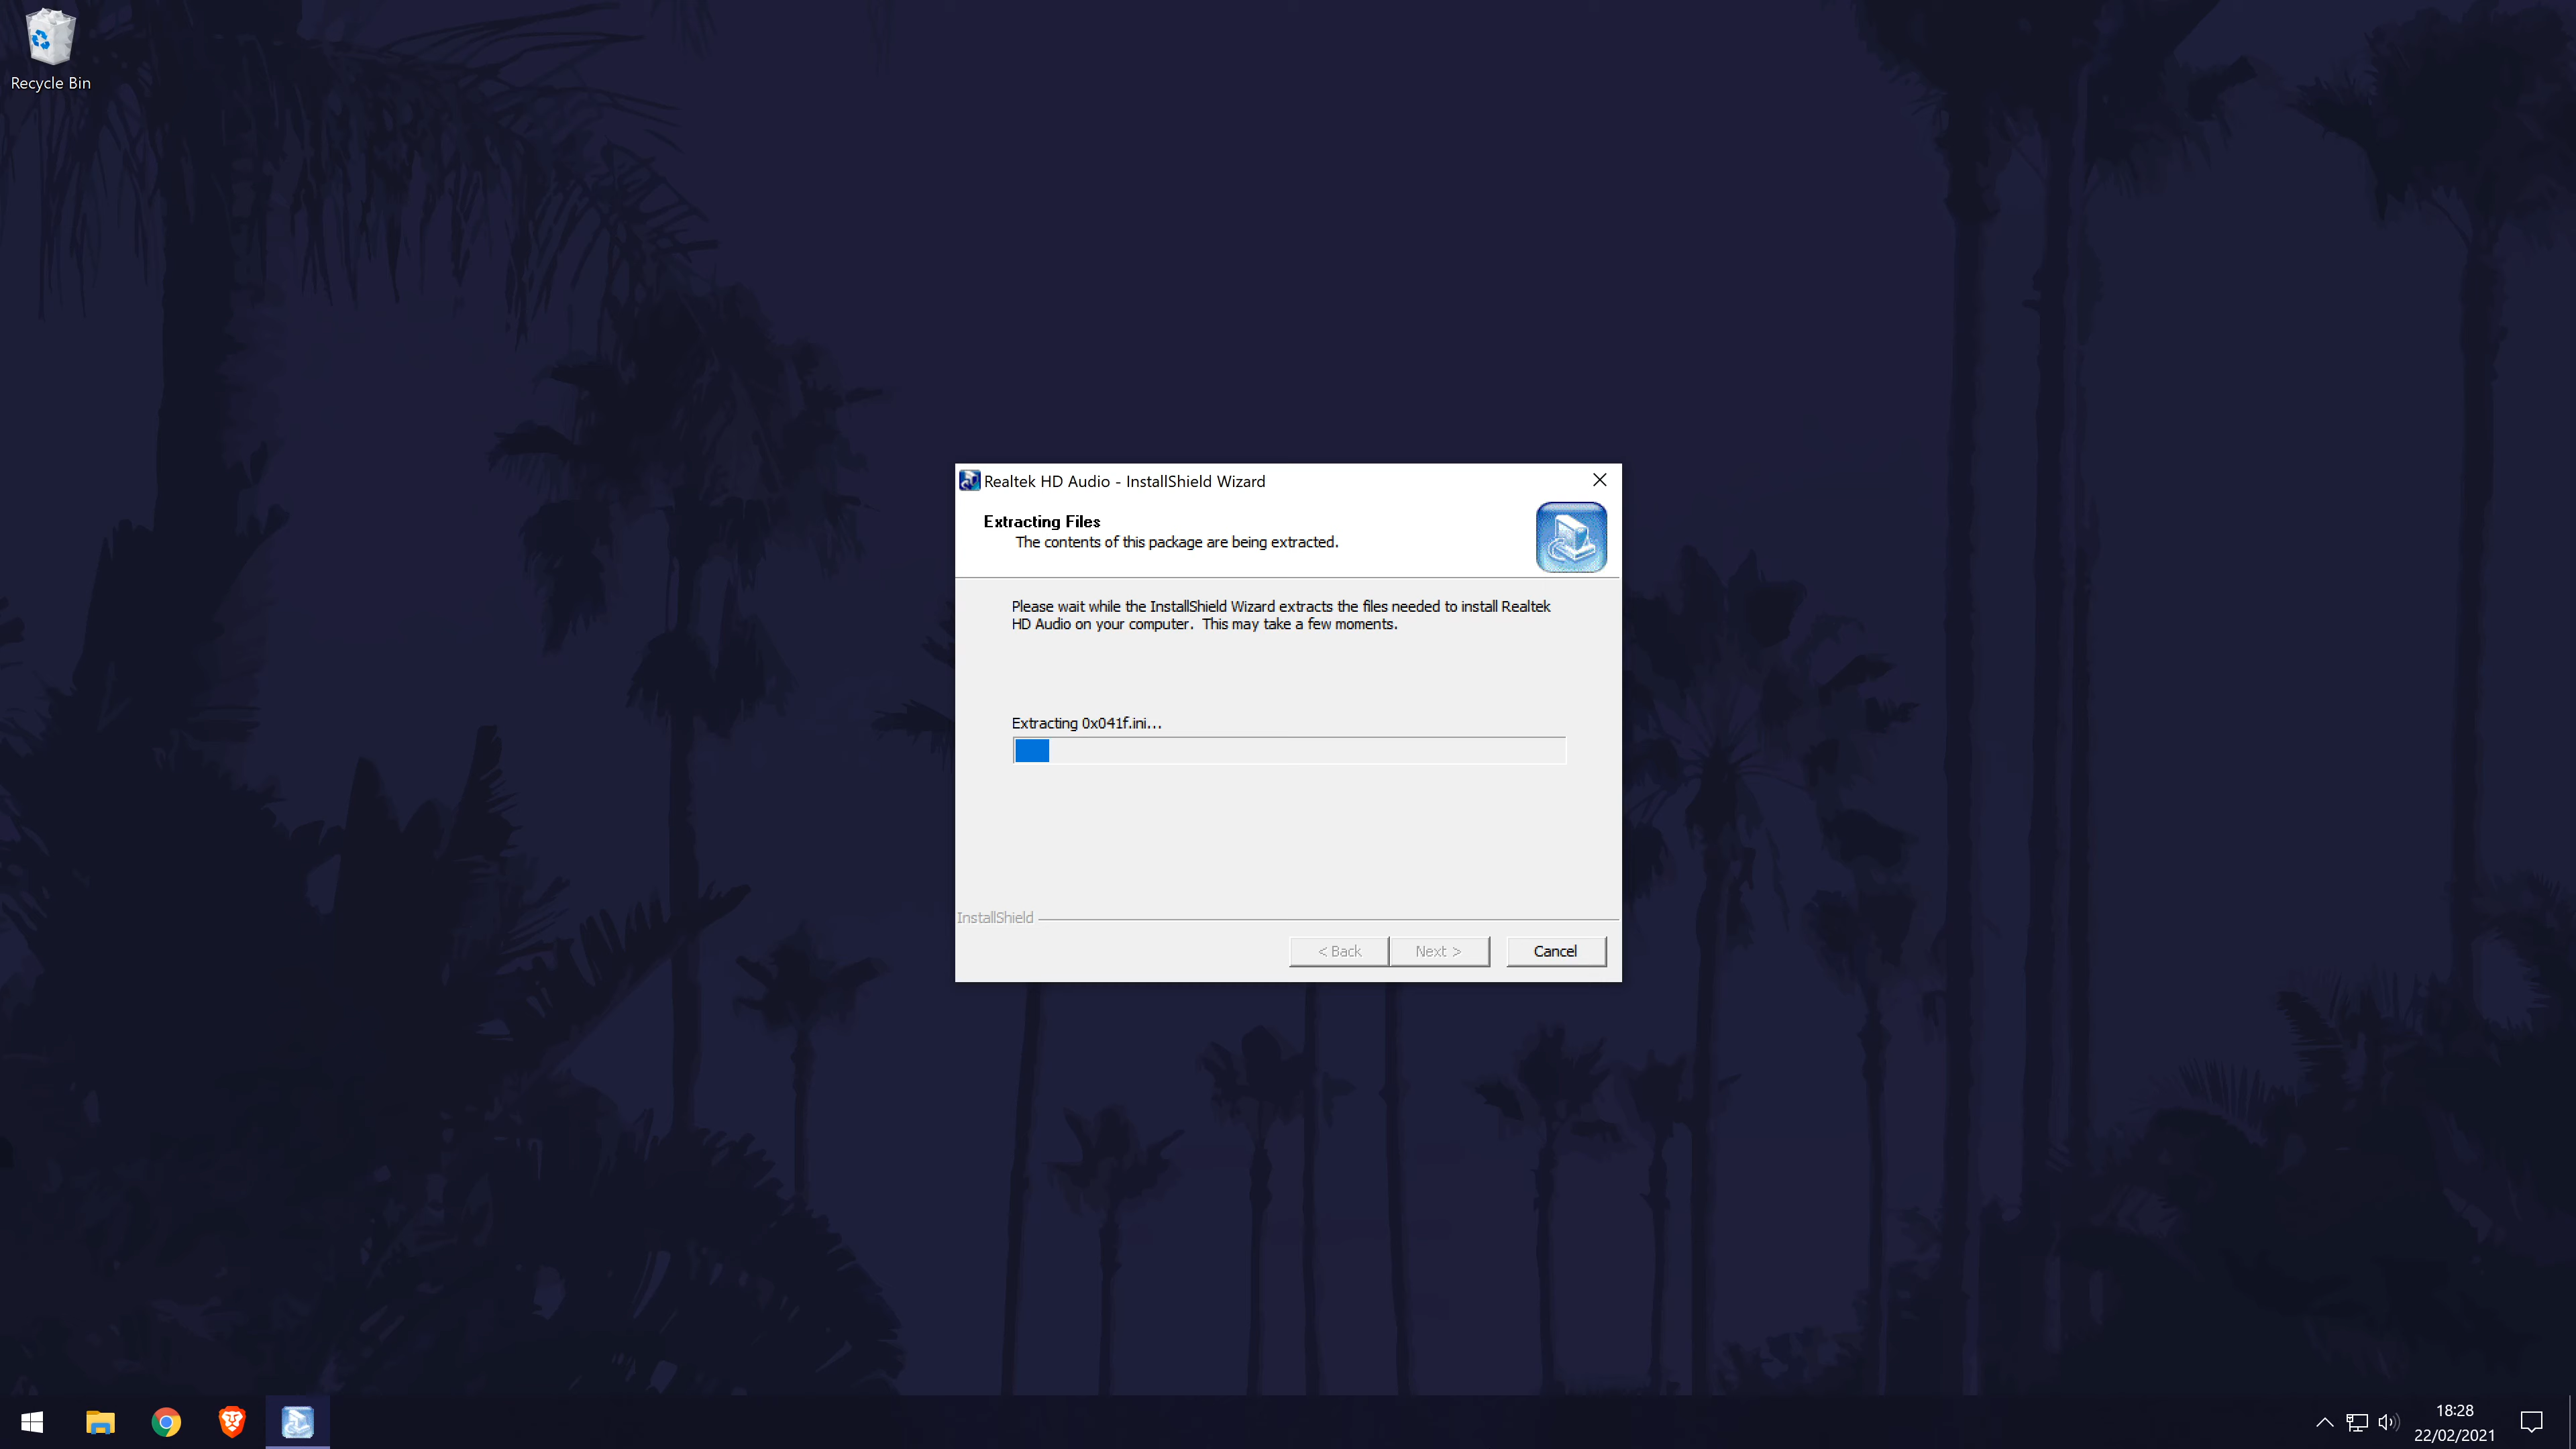 Recycle Bin
Realtek HD Audio - InstallShield Wizard
Extracting Files
The contents of this package are being extracted.
Please wait while the InstallShield Wizard extracts the files needed to install Realtek
HD Audio on your computer.  This may take a few moments.
Extracting 0x041f.ini...
InstallShield
< Back
Next >
Cancel
18:28
22/02/2021